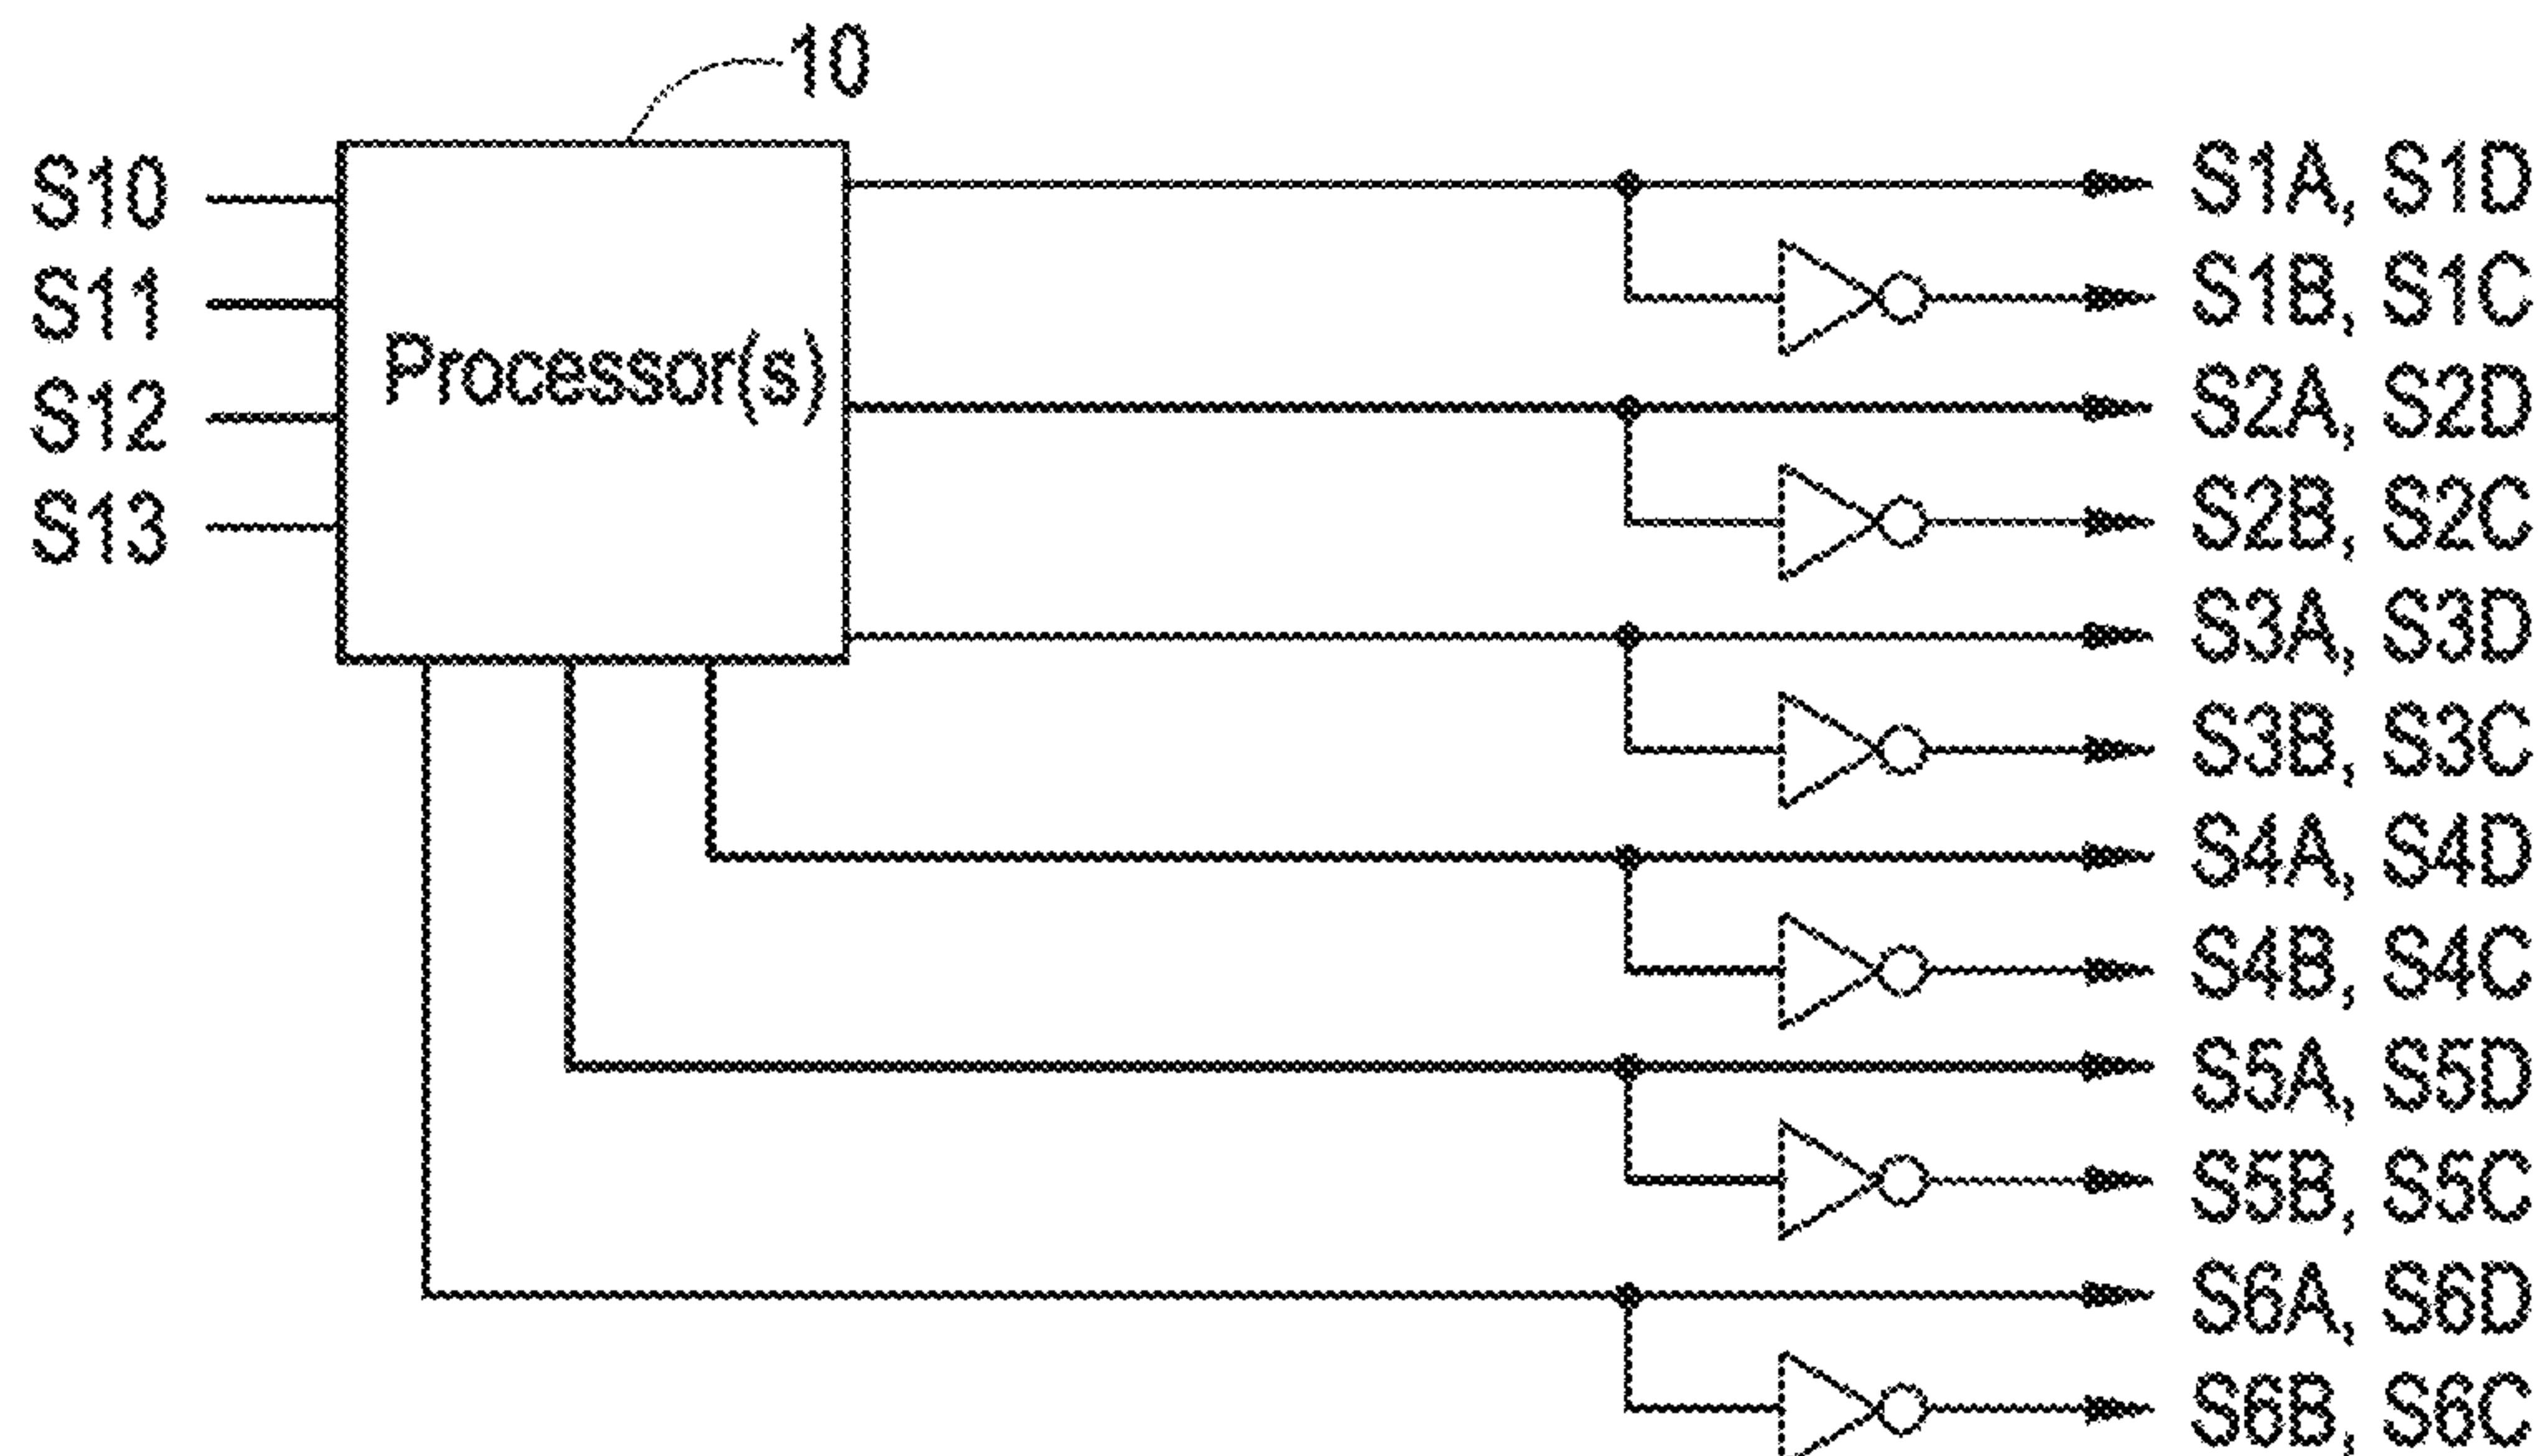 10
S10
S11
S12
S13
Processor(s)
S1A, S1D
S1B, S1C
S2A, S2D
S2B, S2C
S3A, S3D
S3B, S3C
S4A, S4D
S4B, S4C
S5A, S5D
S5B, S5C
S6A, S6D
S6B, S6C